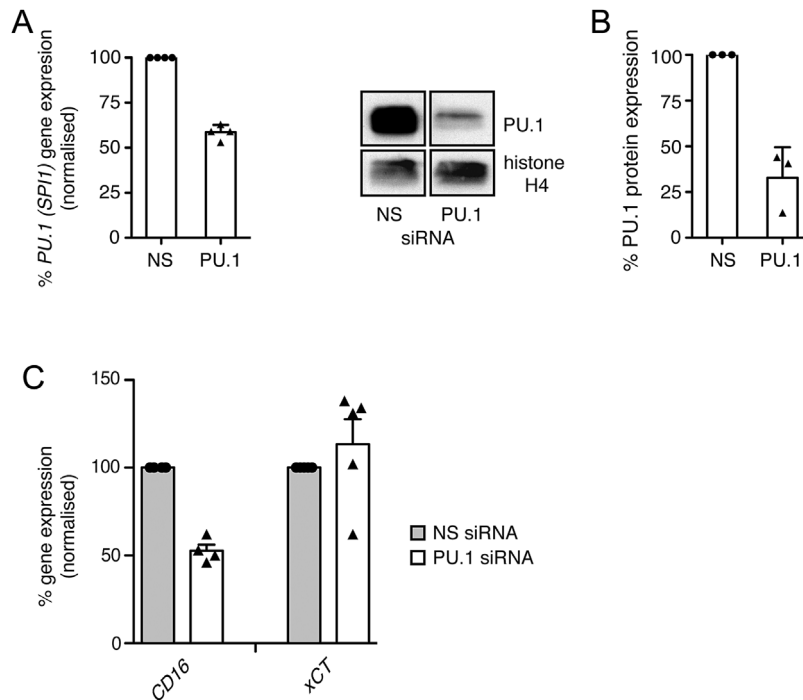 A
% PU.1 (SPI1) gene expression
(normalised)
100
75
50
25
0
NS
PU.1
PU.1
histone
H4
NS
PU.1
siRNA
B
% PU.1 protein expression
100
75
50
25
0
NS
PU.1
C
% gene expression
(normalised)
150
100
50
0
CD16
xCT
NS siRNA
PU.1 siRNA